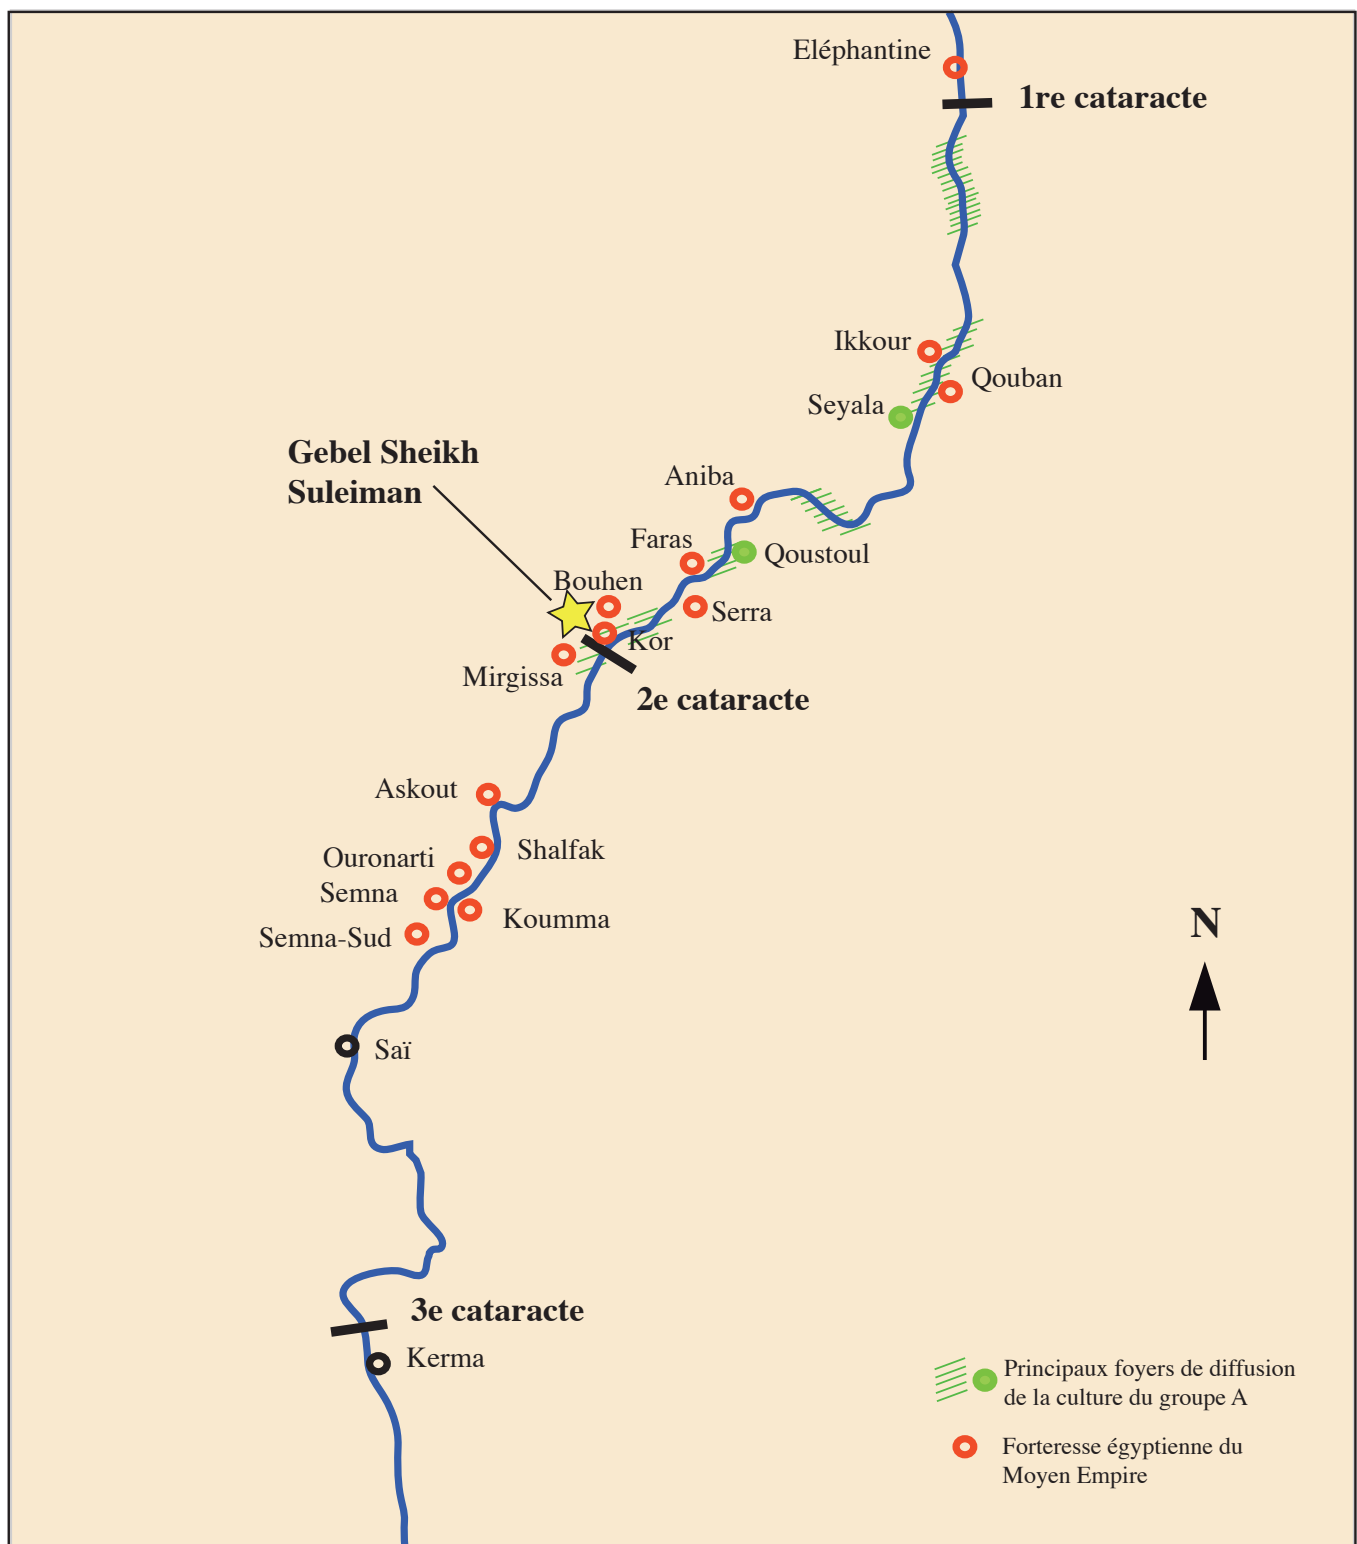 Eléphantine
1re cataracte
Ikkour
Qouban
Seyala
Gebel Sheikh
Suleiman
Aniba
Faras
Qoustoul
Bouhen
Serra
Kor
Mirgissa
2e cataracte
Askout
Shalfak
Ouronarti
Semna
Koumma
Semna-Sud
N
Saï
3e cataracte
Kerma
Principaux foyers de diffusion
de la culture du groupe A
Forteresse égyptienne du
Moyen Empire